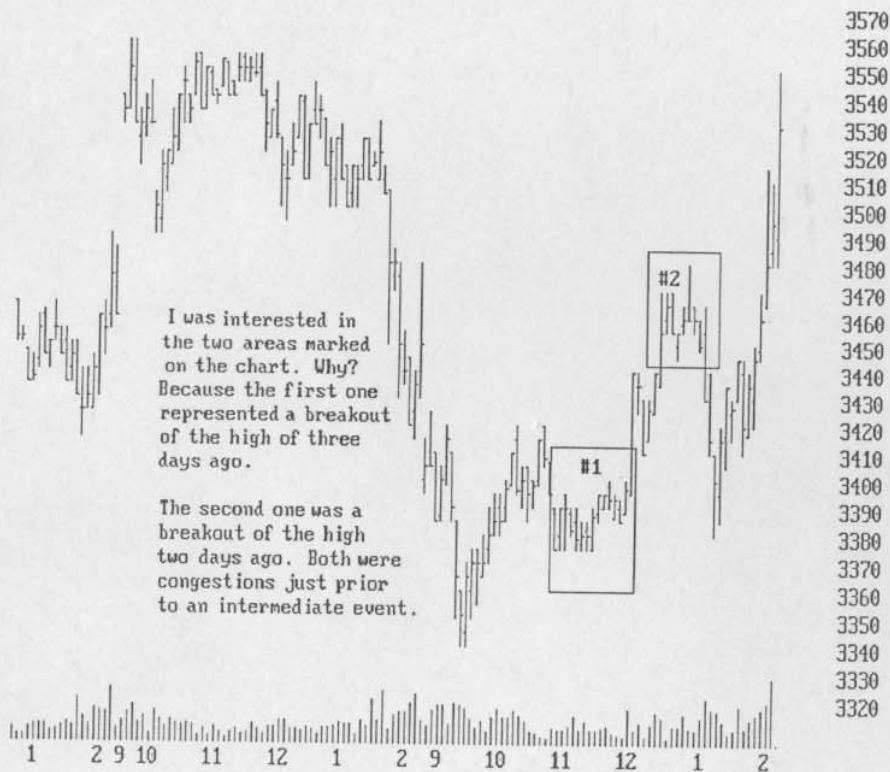 3570
3560
3550
3540
3530
3520
3510
3500
3490
3480
3470
3460
3450
3440
3430
3420
3410
3400
3390
3380
3370
3360
3350
3340
3330
3320
#2
I was interested in
the two areas marked
on the chart. Why?
Because the first one
represented a breakout
of the high of three
days ago.
#1
The second one was a
breakout of the high
two days ago. Both were
congestions just prior
to an intermediate event.
1 2 9 10 11 12 1 2 9 10 11 12 1 2